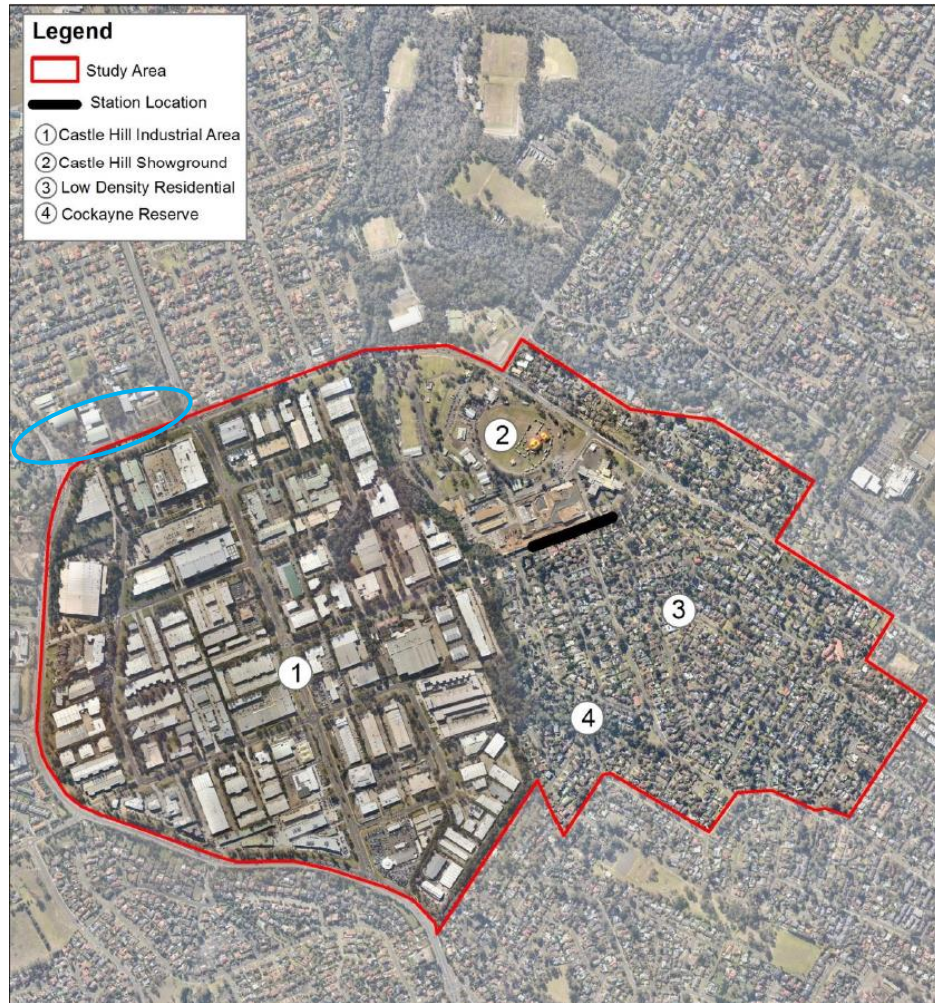 Legend
Study Area
Station Location
1 Castle Hill Industrial Area
2 Castle Hill Showground
3 Low Density Residential
4 Cockayne Reserve
2
3
1
4